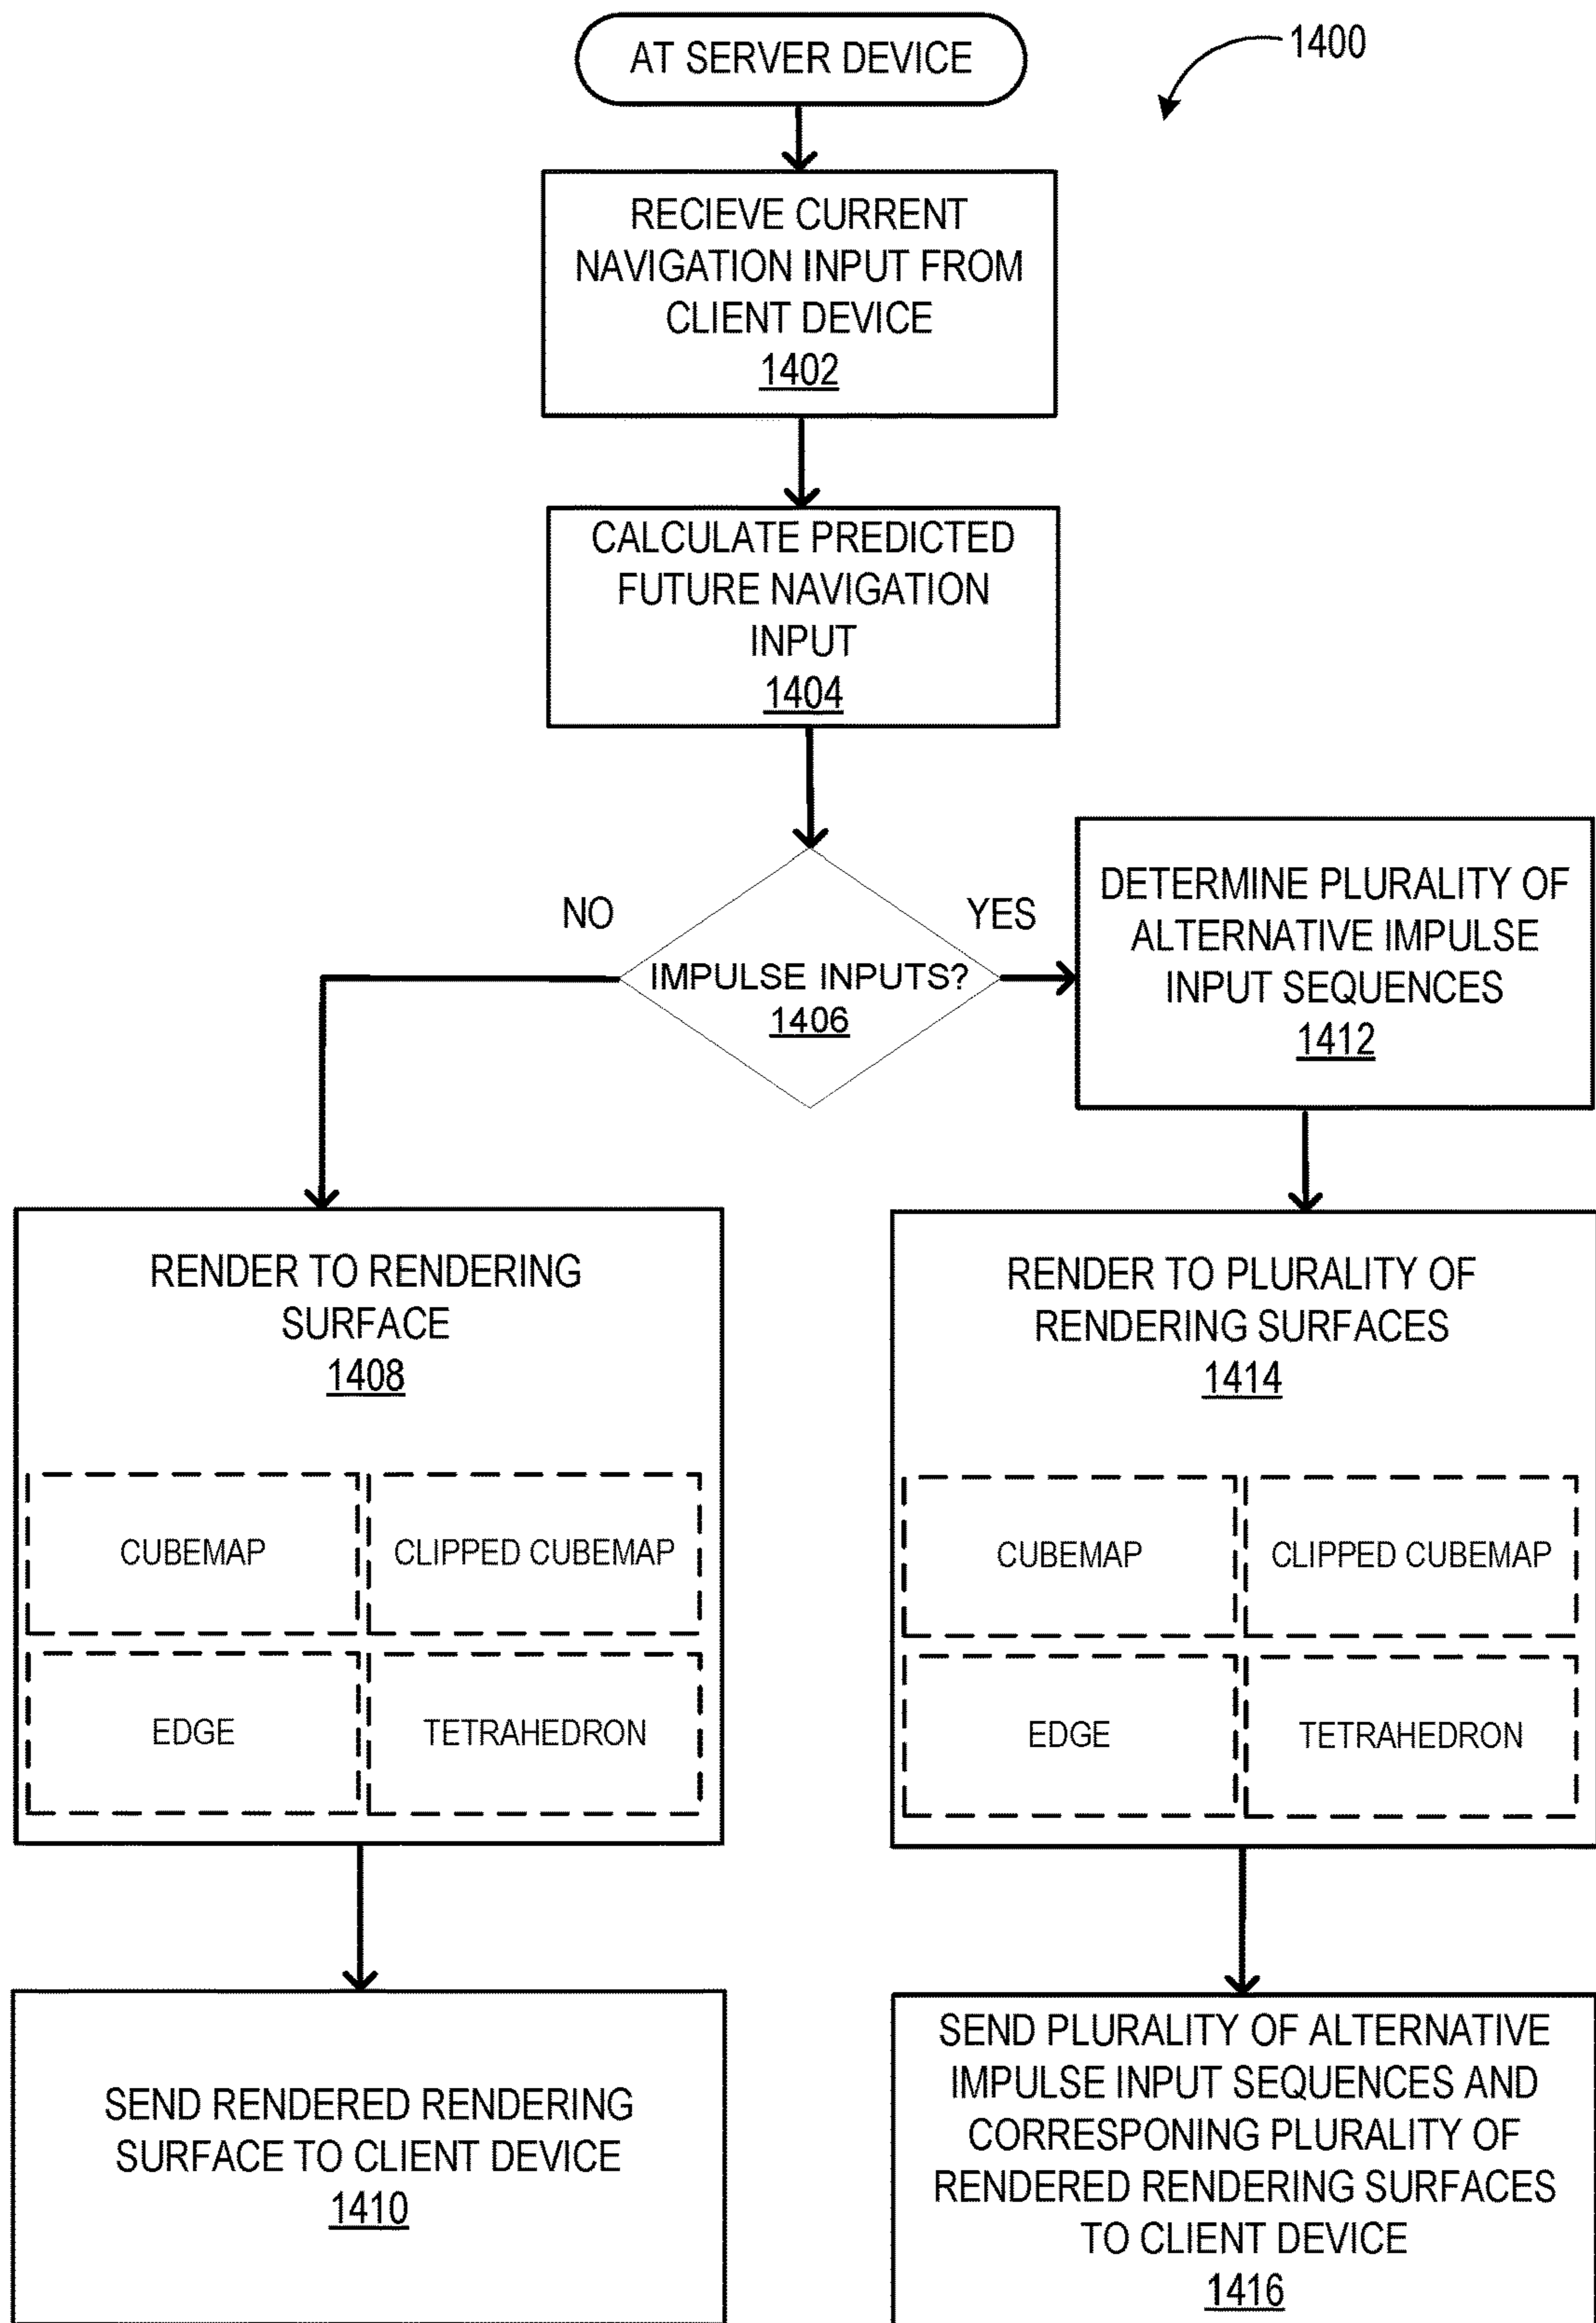 AT SERVER DEVICE
1400
RECIEVE CURRENT
NAVIGATION INPUT FROM
CLIENT DEVICE
1402
CALCULATE PREDICTED
FUTURE NAVIGATION
INPUT
1404
NO
YES
IMPULSE INPUTS?
1406
DETERMINE PLURALITY OF
ALTERNATIVE IMPULSE
INPUT SEQUENCES
1412
RENDER TO RENDERING
SURFACE
1408
CUBEMAP
CLIPPED CUBEMAP
EDGE
TETRAHEDRON
RENDER TO PLURALITY OF
RENDERING SURFACES
1414
CUBEMAP
CLIPPED CUBEMAP
EDGE
TETRAHEDRON
SEND RENDERED RENDERING
SURFACE TO CLIENT DEVICE
1410
SEND PLURALITY OF ALTERNATIVE
IMPULSE INPUT SEQUENCES AND
CORRESPONING PLURALITY OF
RENDERED RENDERING SURFACES
TO CLIENT DEVICE
1416